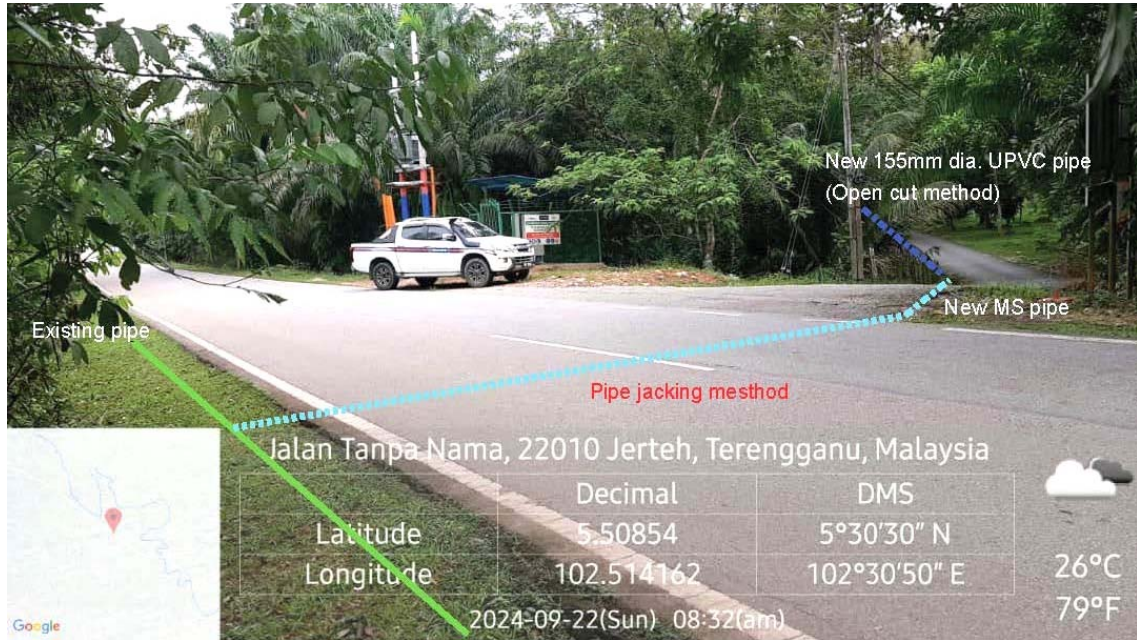 New 155mm dia. UPVC pipe
(Open cut method)
New MS pipe
Existing pipe
Pipe jacking mesthod
Jalan Tanpa Nama, 22010 Jerteh, Terengganu, Malaysia
Decimal DMS
Latitude 5.50854 5°30'30" N
Longitude 102.514162 102°30'50" E
26°C
79°F
2024-09-22(Sun) 08:32(am)
Google